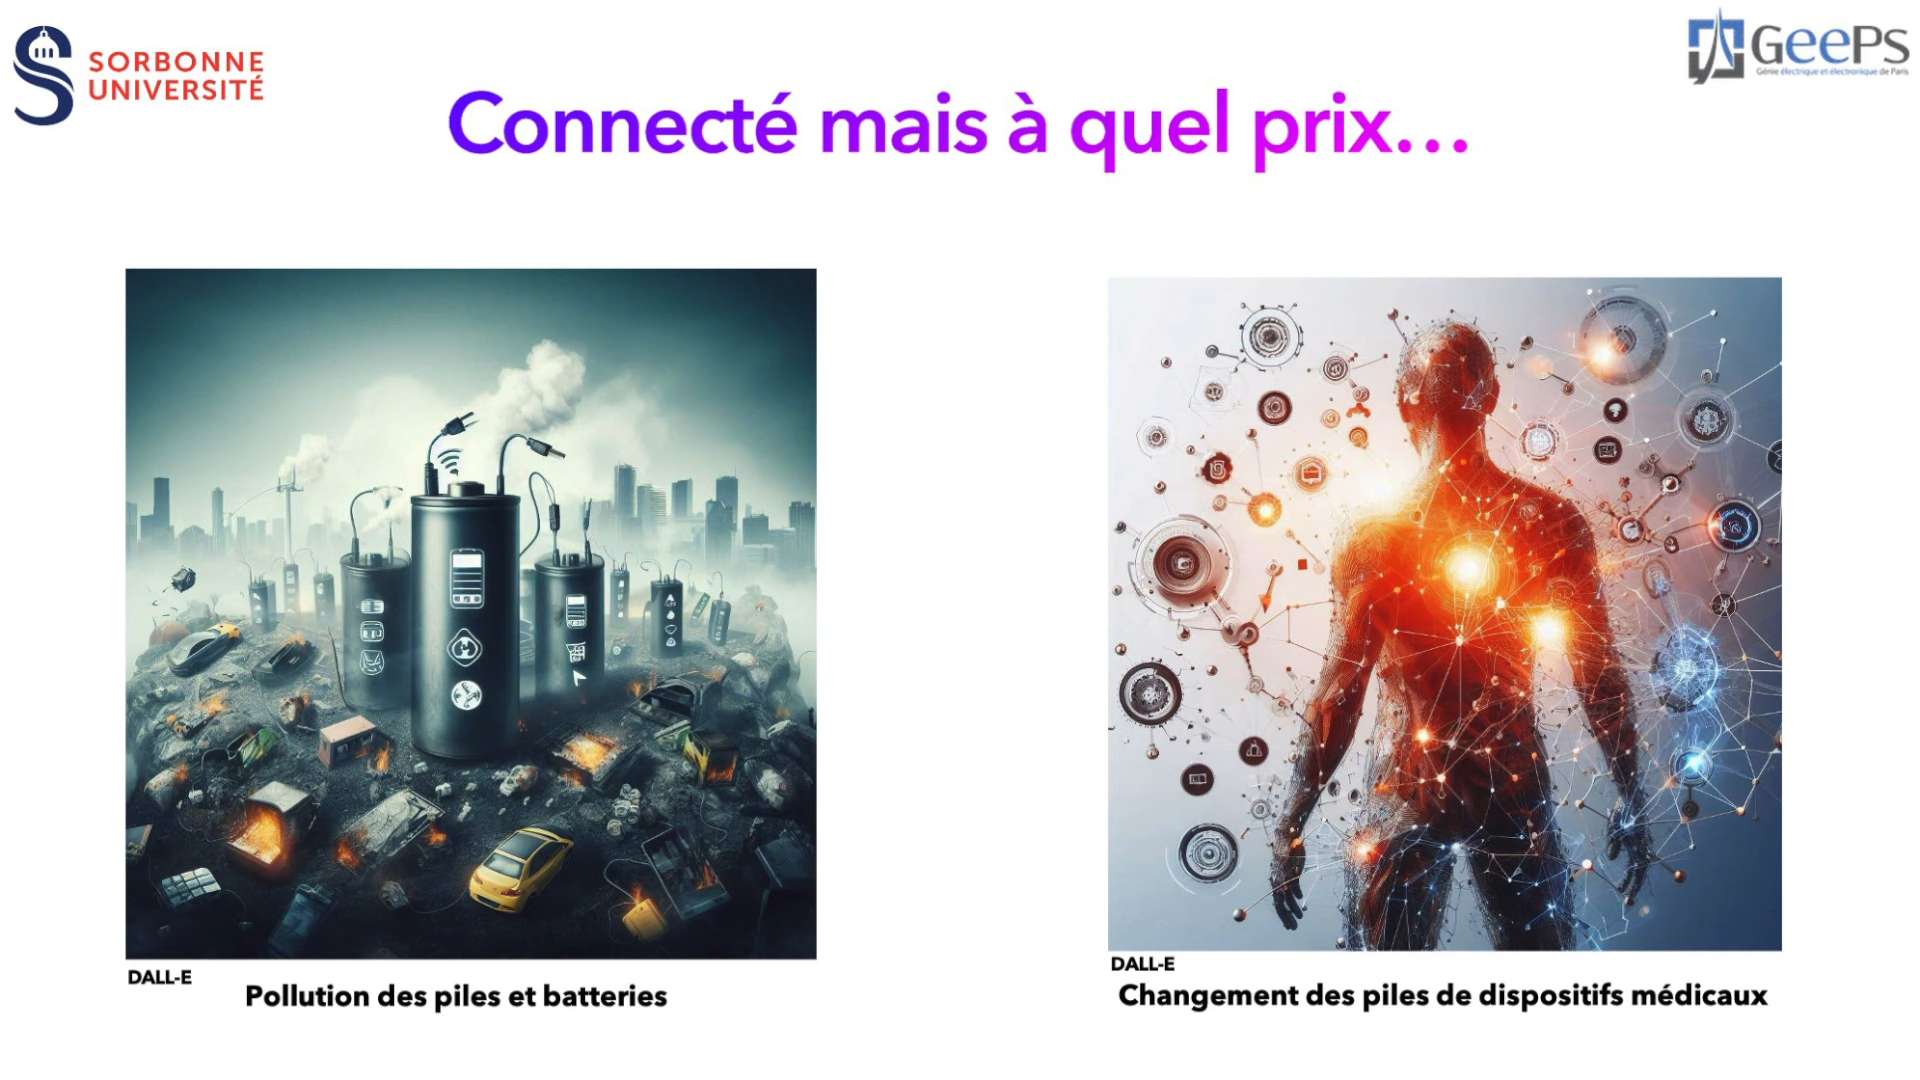 SORBONNE
UNIVERSITÉ
GeePs
Génie électrique et électronique de Paris
Connecté mais à quel prix...
DALL-E
Pollution des piles et batteries
DALL-E
Changement des piles de dispositifs médicaux